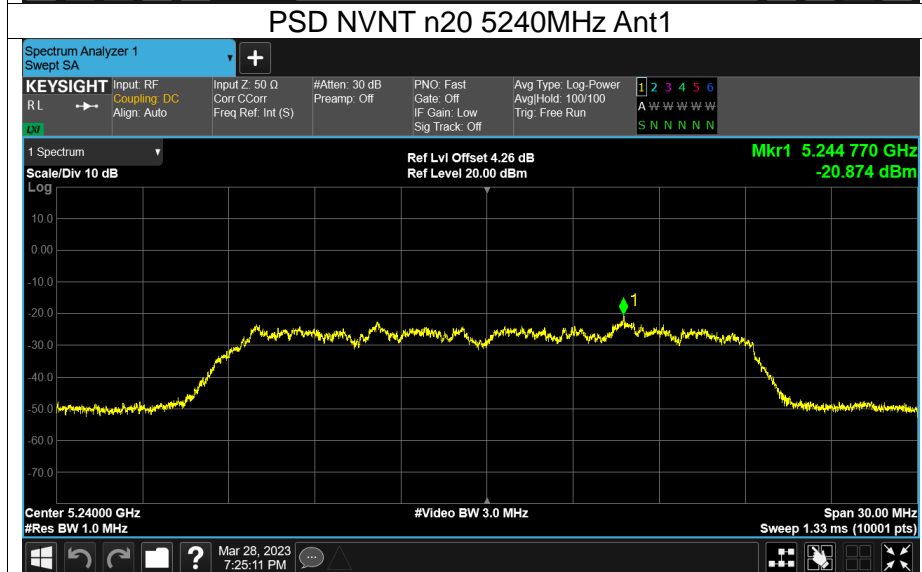 PSD NVNT n20 5240MHz Ant1
Spectrum Analyzer 1
Swept SA
KEYSIGHT
R L
LXI
Input: RF
Coupling: DC
Align: Auto
Input Z: 50 Ω
Corr CCorr
Freq Ref: Int (S)
#Atten: 30 dB
Preamp: Off
PNO: Fast
Gate: Off
IF Gain: Low
Sig Track: Off
Avg Type: Log-Power
Avg|Hold: 100/100
Trig: Free Run
1 2 3 4 5 6
A W W W W W
S N N N N N
1 Spectrum
Scale/Div 10 dB
Ref Lvl Offset 4.26 dB
Ref Level 20.00 dBm
Mkr1 5.244 770 GHz
-20.874 dBm
Log
10.0
0.00
-10.0
-20.0
-30.0
-40.0
-50.0
-60.0
-70.0
1
Center 5.24000 GHz
#Res BW 1.0 MHz
#Video BW 3.0 MHz
Span 30.00 MHz
Sweep 1.33 ms (10001 pts)
?
Mar 28, 2023
7:25:11 PM